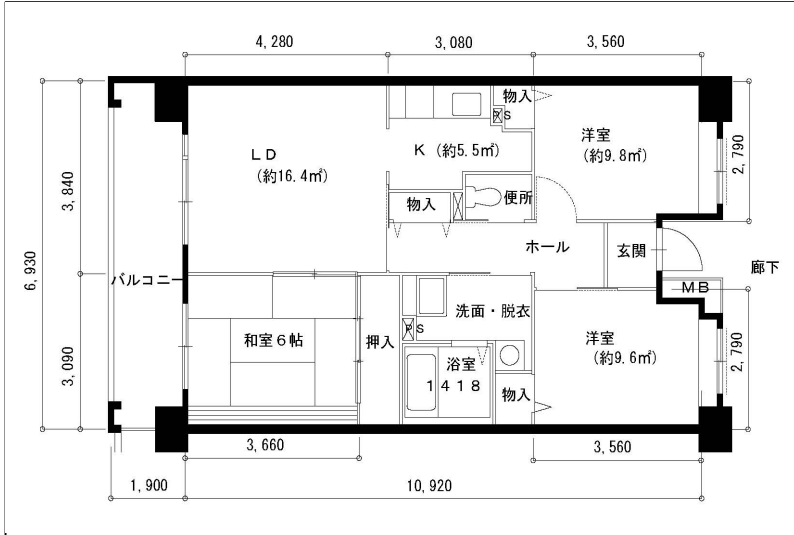 4,280
3,080
3,560
物入
PS
洋室
(約9.8㎡)
2,790
LD
(約16.4㎡)
K (約5.5㎡)
3,840
6,930
便所
物入
ホール
玄関
廊下
バルコニー
MB
洗面・脱衣
PS
和室6帖
押入
洋室
(約9.6㎡)
2,790
3,090
浴室
1418
物入
3,660
3,560
1,900
10,920